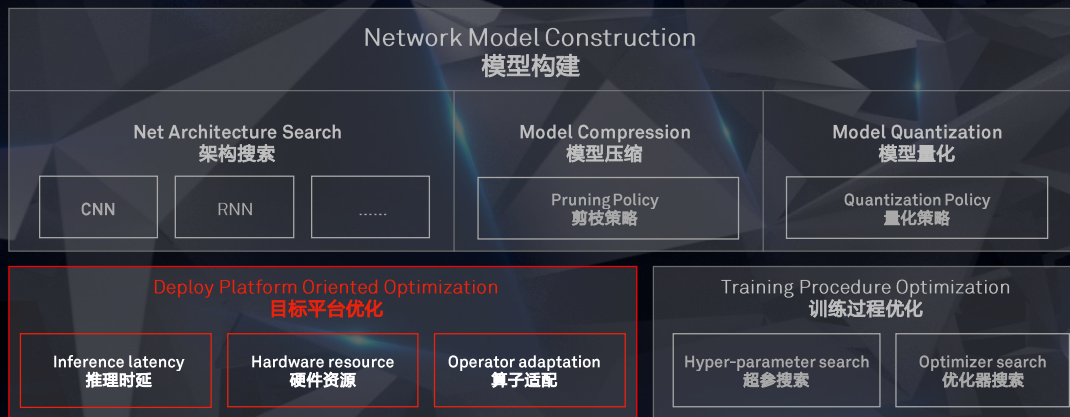 Network Model Construction
模型构建
Net Architecture Search
架构搜索
CNN
RNN
......
Model Compression
模型压缩
Pruning Policy
剪枝策略
Model Quantization
模型量化
Quantization Policy
量化策略
Deploy Platform Oriented Optimization
目标平台优化
Inference latency
推理时延
Hardware resource
硬件资源
Operator adaptation
算子适配
Training Procedure Optimization
训练过程优化
Hyper-parameter search
超参搜索
Optimizer search
优化器搜索